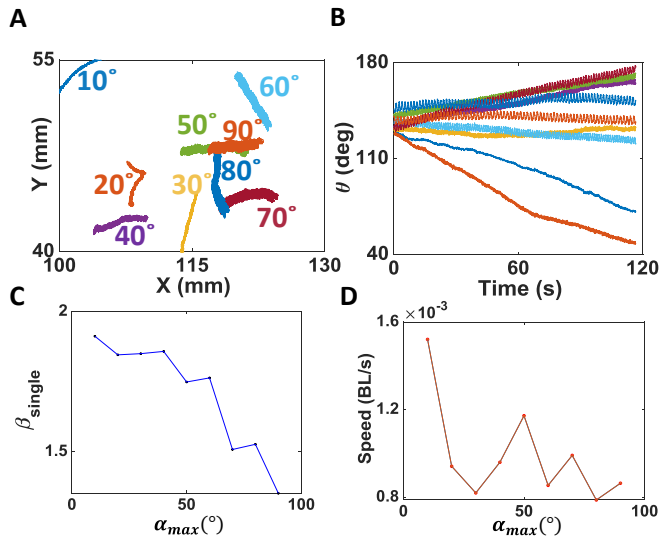 A
55
Y (mm)
40
10°
60°
50°
90°
20°
30°
80°
40°
70°
100
115
130
X (mm)
B
180
θ (deg)
110
40
0
60
120
Time (s)
C
2
β_single
1.5
0
50
100
α_max(°)
D
× 10⁻³
1.6
Speed (BL/s)
1.2
0.8
0
50
100
α_max(°)